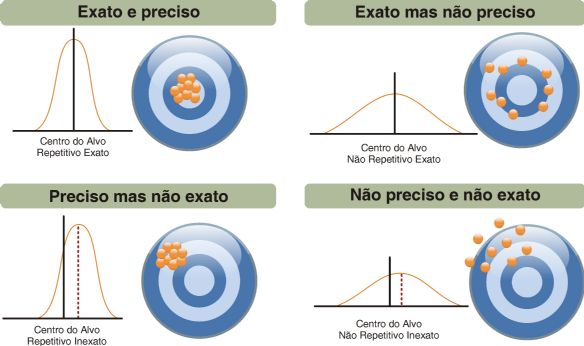 Exato e preciso
Centro do Alvo
Repetitivo Exato
Exato mas não preciso
Centro do Alvo
Não Repetitivo Exato
Preciso mas não exato
Centro do Alvo
Repetitivo Inexato
Não preciso e não exato
Centro do Alvo
Não Repetitivo Inexato